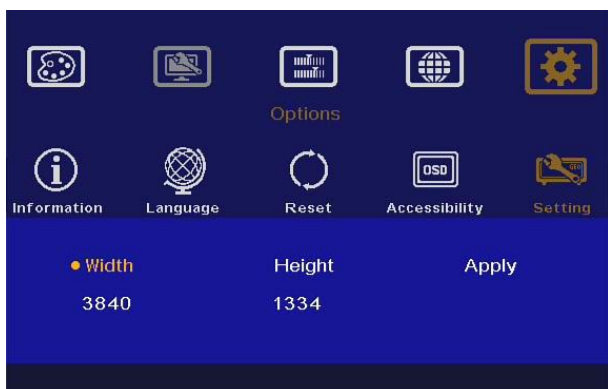 Options
Information Language Reset Accessibility Setting
OSD
Width Height Apply
3840 1334